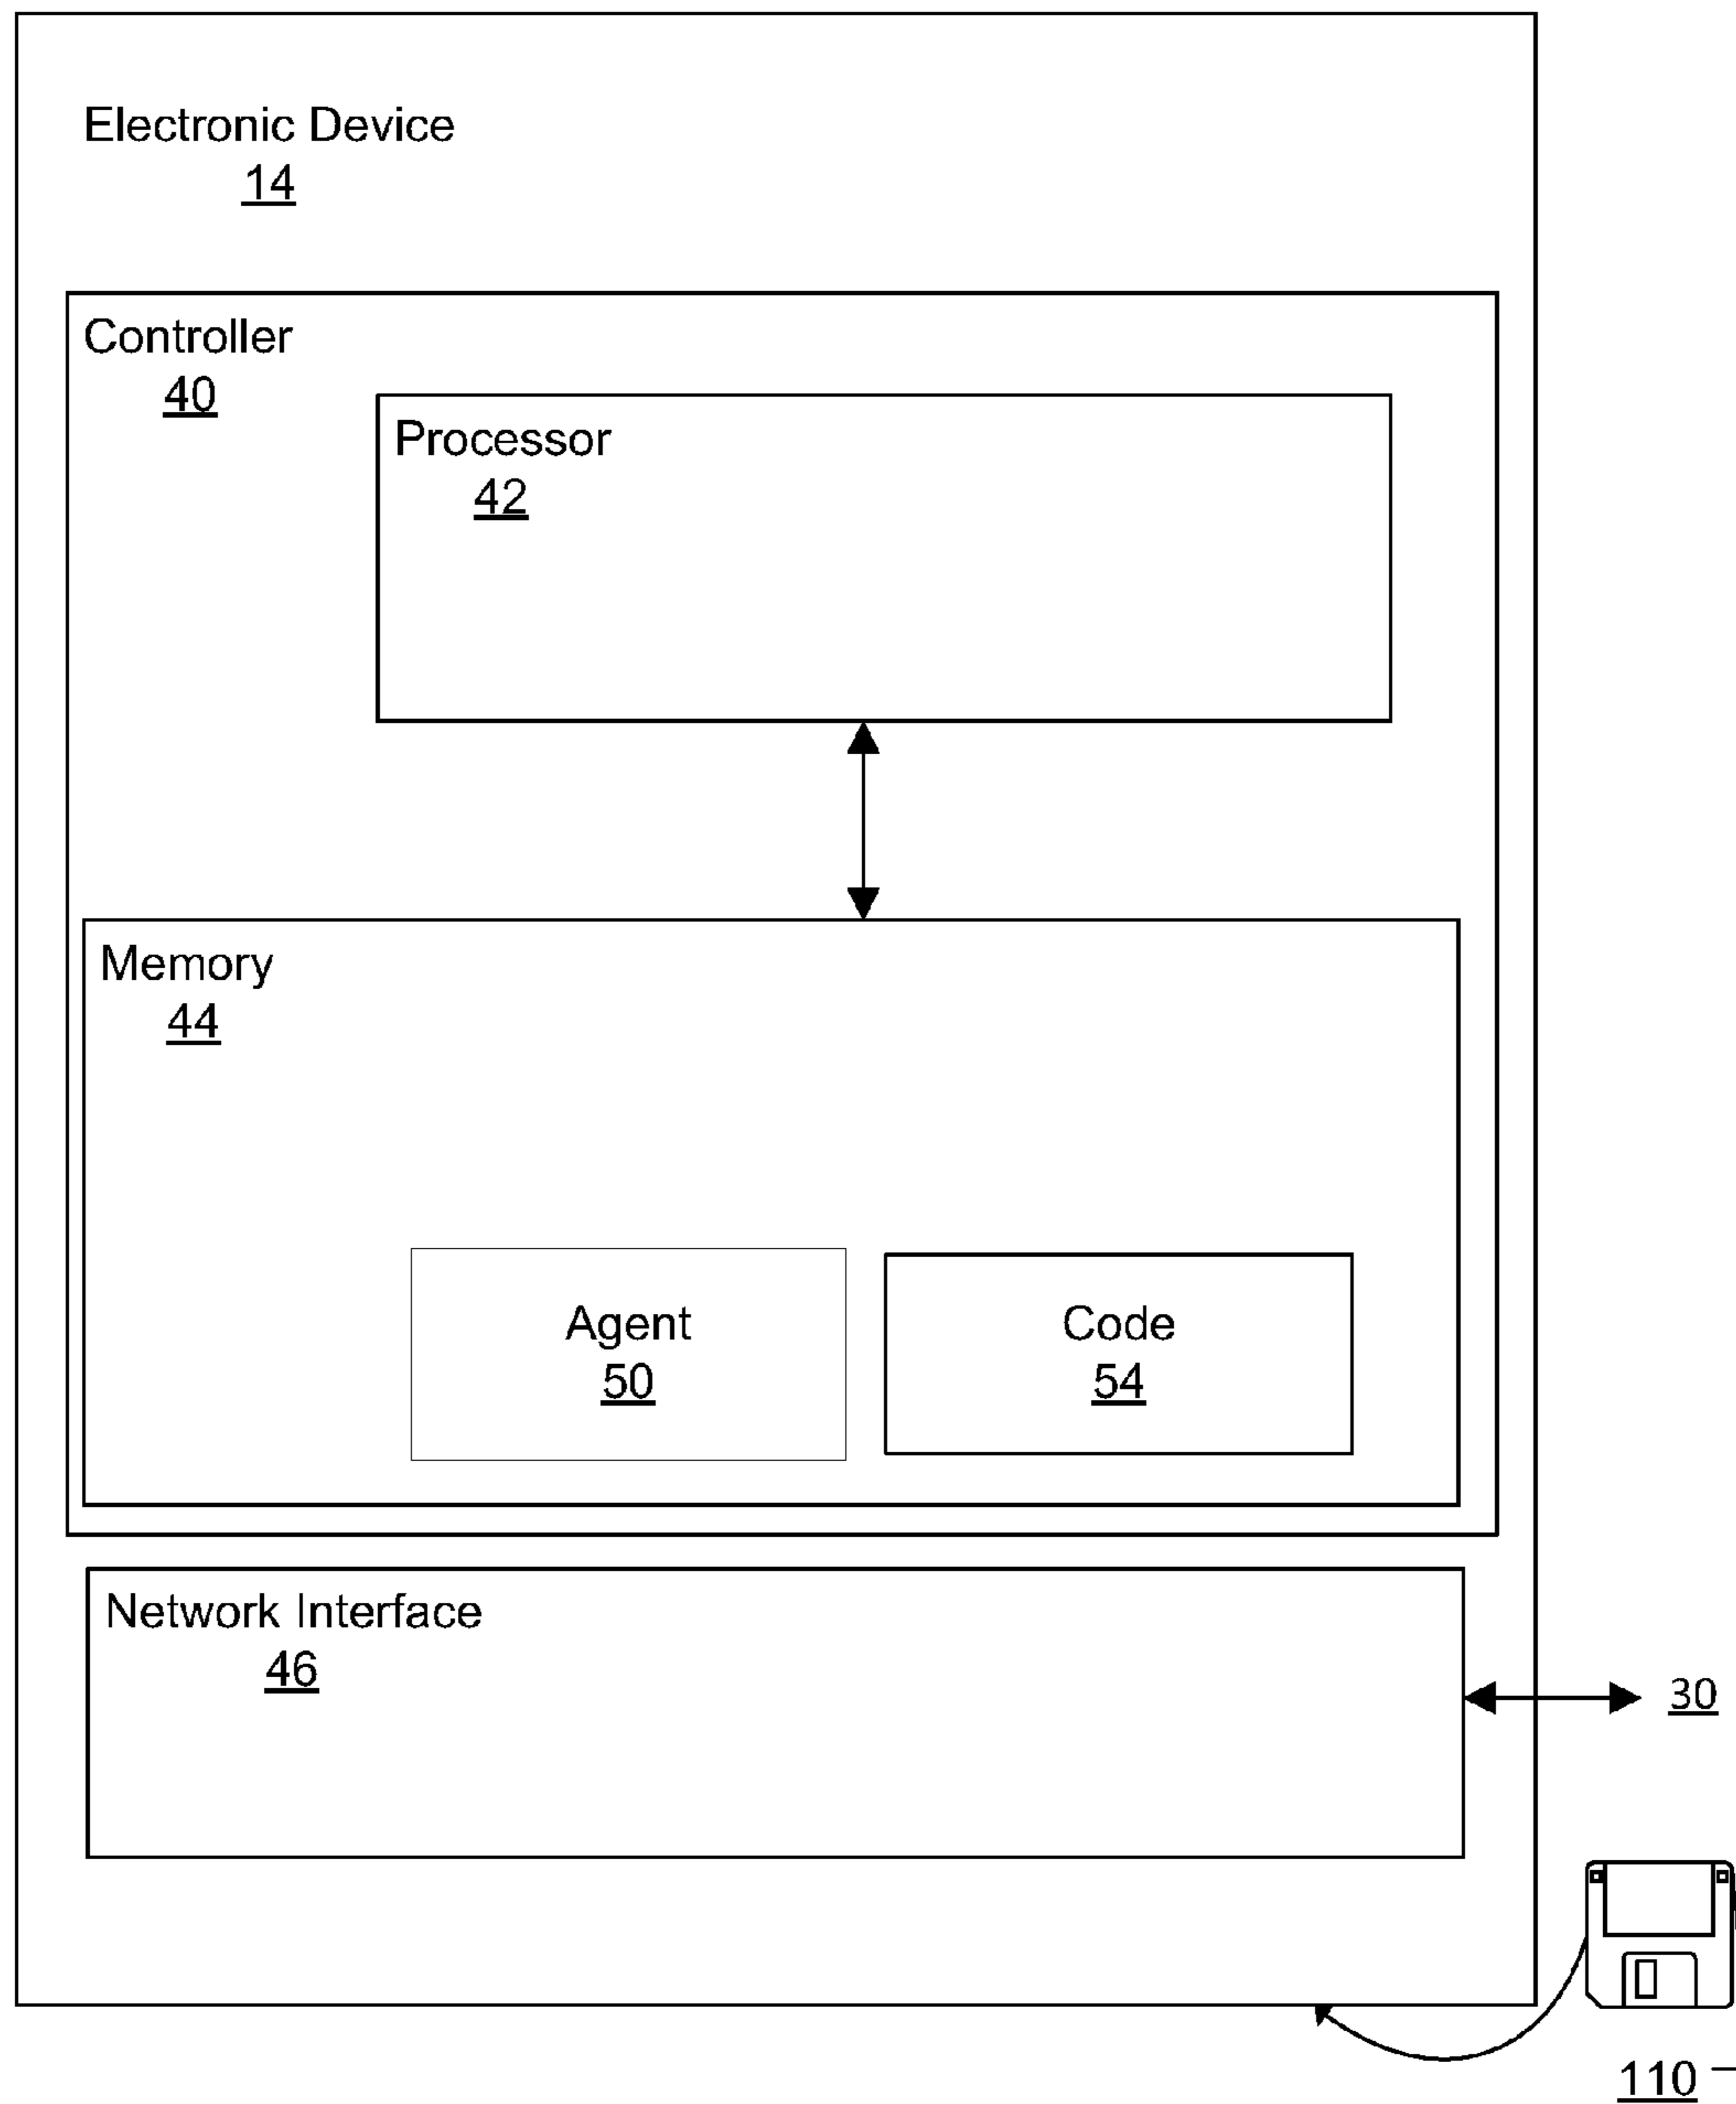 Electronic Device
14
Controller
40
Processor
42
Memory
44
Agent
50
Code
54
Network Interface
46
30
110